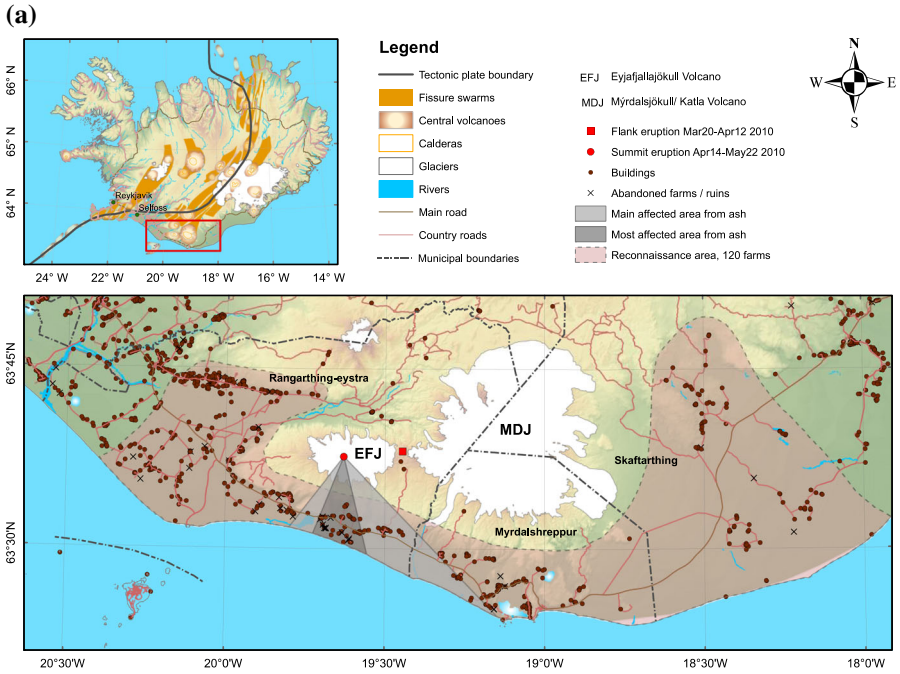 (a)
66° N
65° N
64° N
Reykjavik
Selfoss
24° W
22° W
20° W
18° W
16° W
14° W
Legend
Tectonic plate boundary
Fissure swarms
Central volcanoes
Calderas
Glaciers
Rivers
Main road
Country roads
Municipal boundaries
EFJ Eyjafjallajökull Volcano
MDJ Mýrdalsjökull/ Katla Volcano
Flank eruption Mar20-Apr12 2010
Summit eruption Apr14-May22 2010
Buildings
Abandoned farms / ruins
Main affected area from ash
Most affected area from ash
Reconnaissance area, 120 farms
N
W E
S
63°45'N
63°30'N
Rangarthing-eystra
EFJ
MDJ
Skaftarthing
Myrdalshreppur
20°30'W
20°0'W
19°30'W
19°0'W
18°30'W
18°0'W